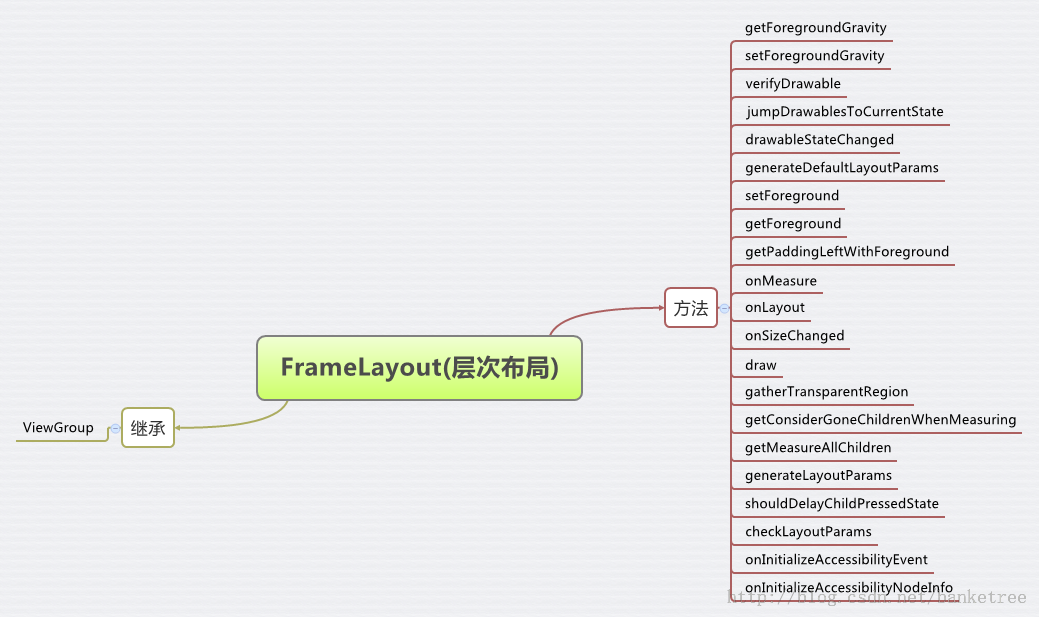 getForegroundGravity
setForegroundGravity
verifyDrawable
jumpDrawablesToCurrentState
drawableStateChanged
generateDefaultLayoutParams
setForeground
getForeground
getPaddingLeftWithForeground
onMeasure
方法
onLayout
onSizeChanged
FrameLayout(层次布局)
draw
gatherTransparentRegion
getConsiderGoneChildrenWhenMeasuring
ViewGroup
继承
getMeasureAllChildren
generateLayoutParams
shouldDelayChildPressedState
checkLayoutParams
onInitializeAccessibilityEvent
onInitializeAccessibilityNodeInfo
http://blog.csdn.net/banketree